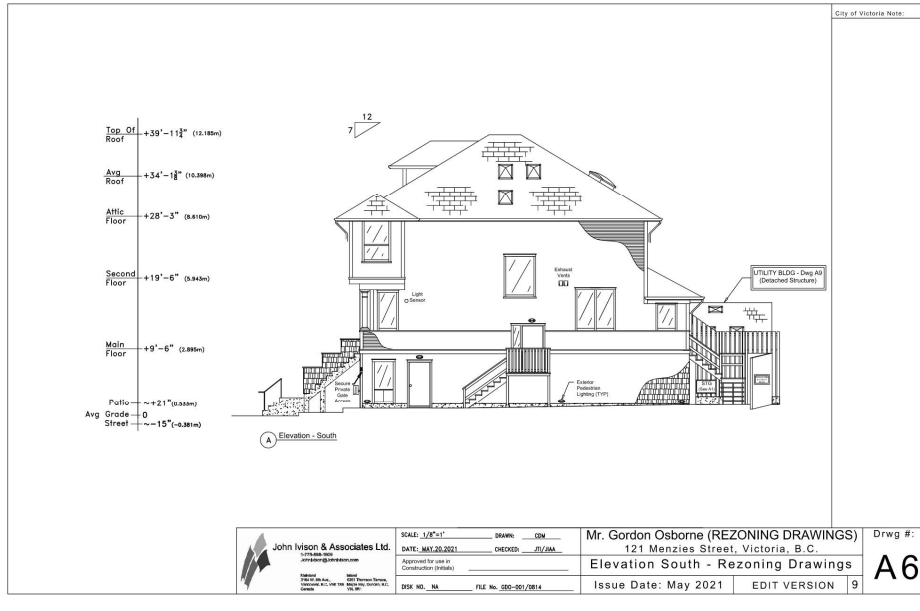 City of Victoria Note:
12
7
Top Of Roof +39'-11¾" (12.185m)
Avg Roof +34'-1⅜" (10.398m)
Attic Floor +28'-3" (8.610m)
Second Floor +19'-6" (5.943m)
Main Floor +9'-6" (2.895m)
Patio ~+21" (0.533m)
Avg Grade 0
Street ~-15" (-0.381m)
Light
Sensor
Exhaust
Vents
UTILITY BLDG - Dwg A9
(Detached Structure)
Secure
Private
Gate
Access
Exterior
Pedestrian
Lighting (TYP)
STG
(See A1)
A Elevation - South
John Ivison & Associates Ltd.
SCALE: 1/8"=1' DRAWN: CDM
DATE: MAY.20.2021 CHECKED: JTI/JIAA
Approved for use in
Construction (Initials)
DISK NO. NA FILE No. GDO-001/0814
Mr. Gordon Osborne (REZONING DRAWINGS)
121 Menzies Street, Victoria, B.C.
Elevation South - Rezoning Drawings
Issue Date: May 2021 EDIT VERSION 9
Drwg #:
A6